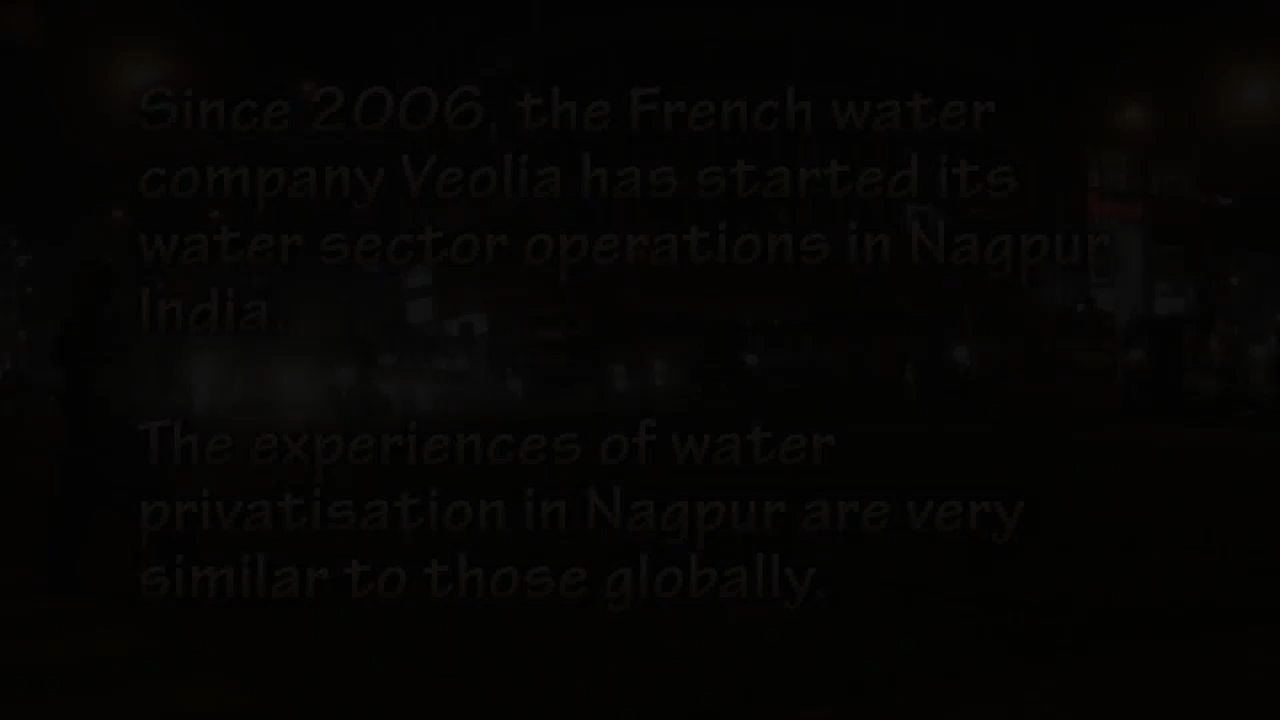 Since 2006, the French water
company Veolia has started its
water sector operations in Nagpur
India.
The experiences of water
privatisation in Nagpur are very
similar to those globally.